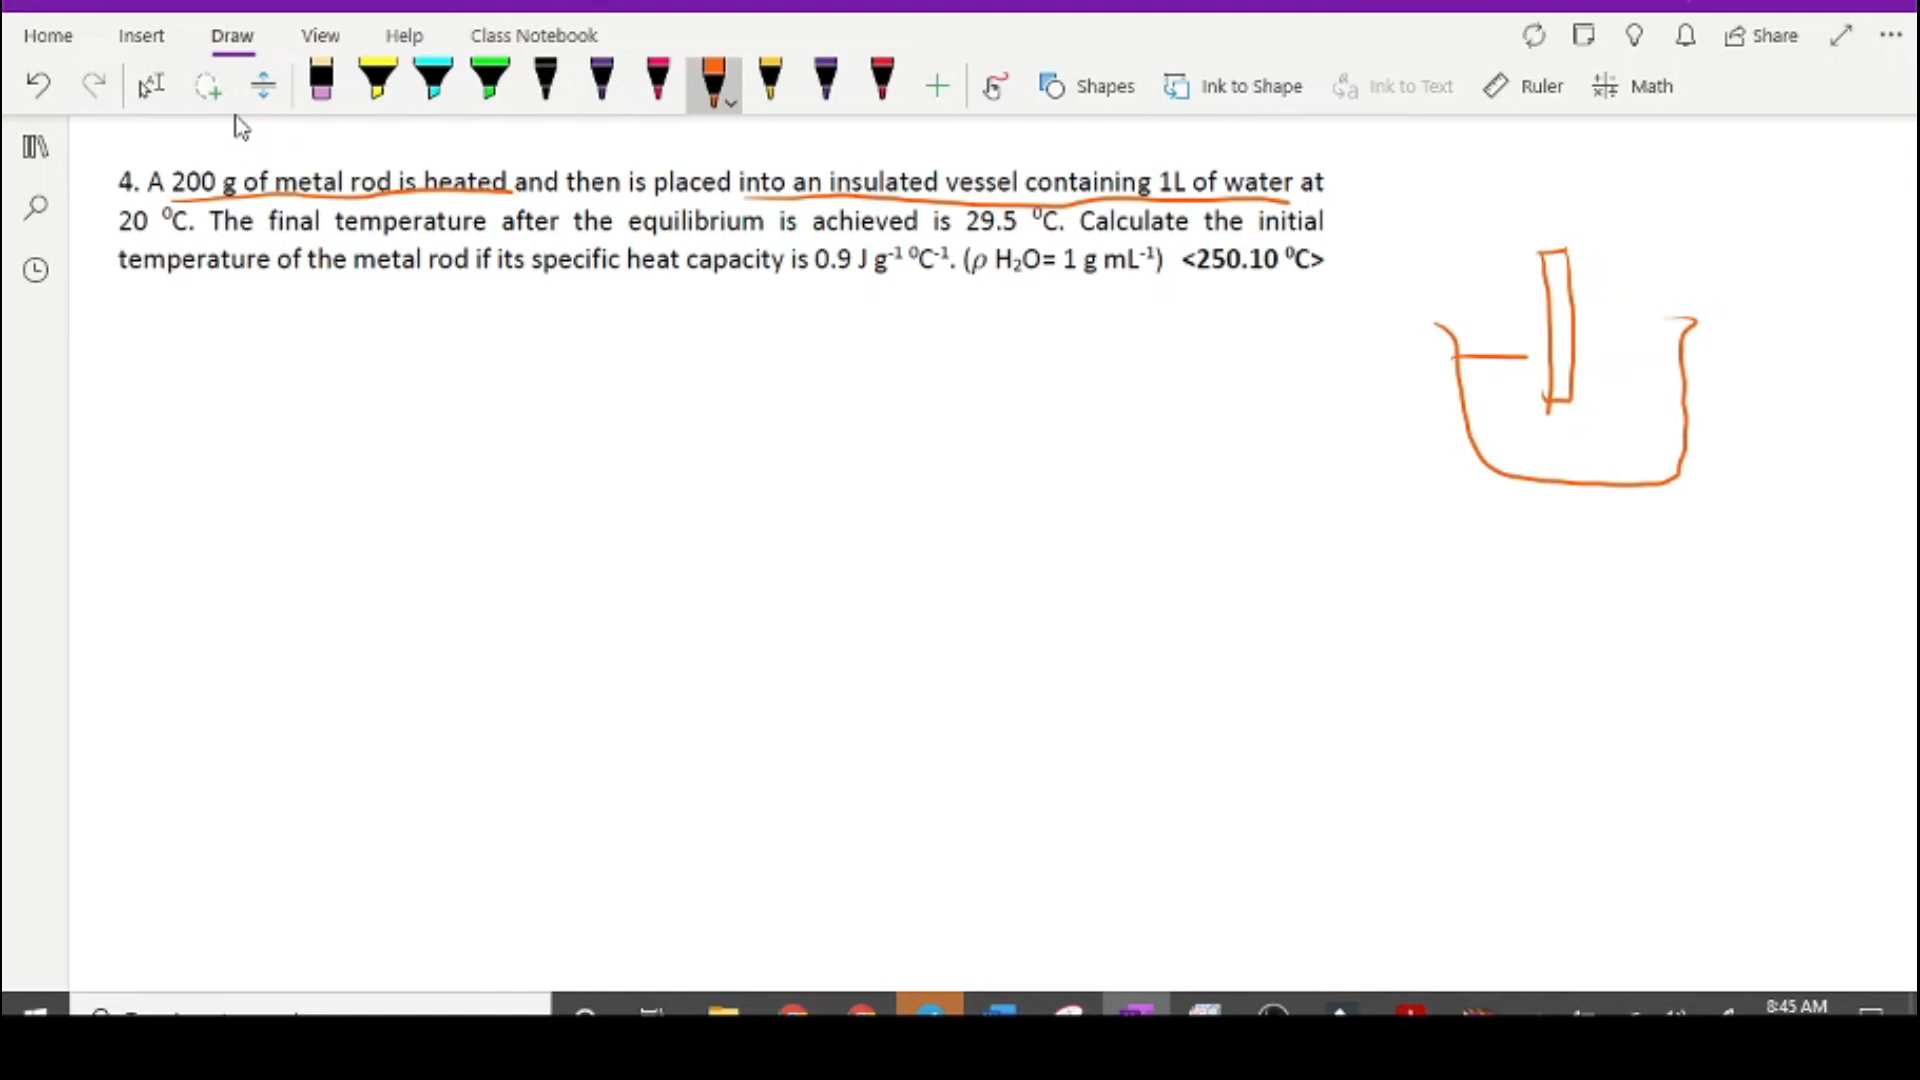 Home Insert Draw View Help Class Notebook Share
Shapes Ink to Shape Ink to Text Ruler Math
4. A 200 g of metal rod is heated and then is placed into an insulated vessel containing 1L of water at
20 ⁰C. The final temperature after the equilibrium is achieved is 29.5 ⁰C. Calculate the initial
temperature of the metal rod if its specific heat capacity is 0.9 J g⁻¹ ⁰C⁻¹. (ρ H₂O= 1 g mL⁻¹) <250.10 ⁰C>
8:45 AM